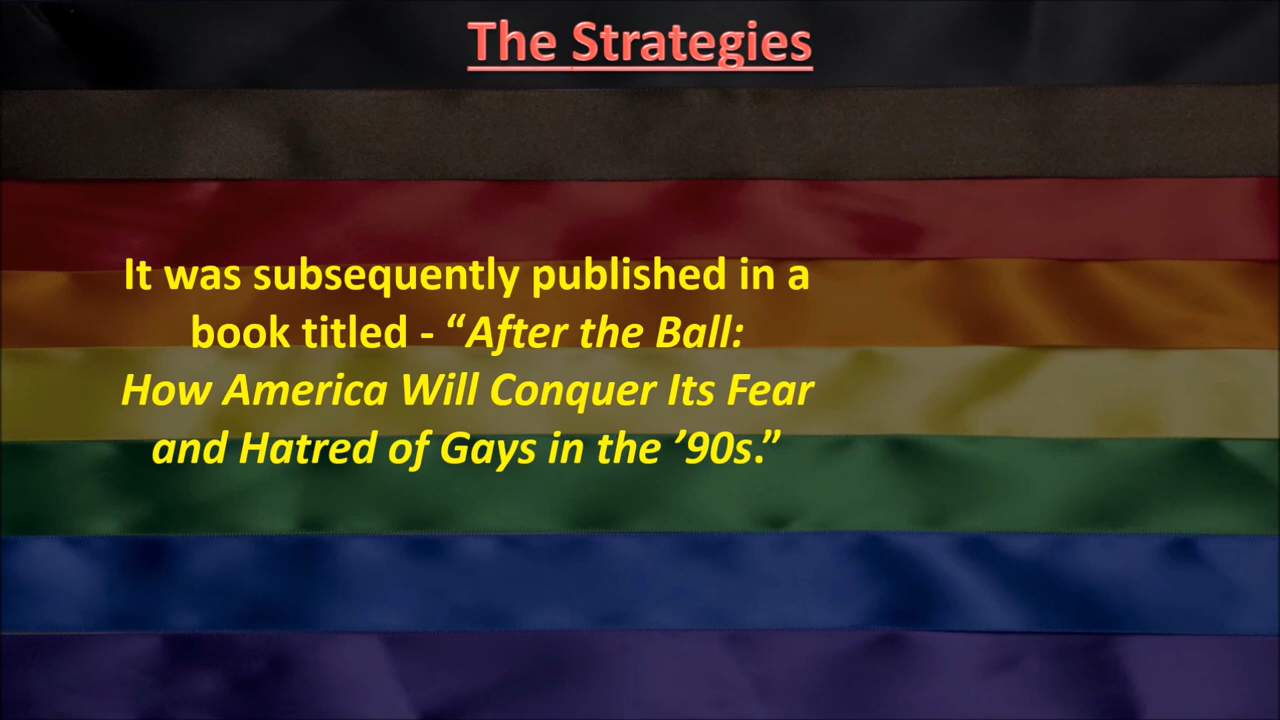 The Strategies
It was subsequently published in a
book titled - “After the Ball:
How America Will Conquer Its Fear
and Hatred of Gays in the ’90s.”